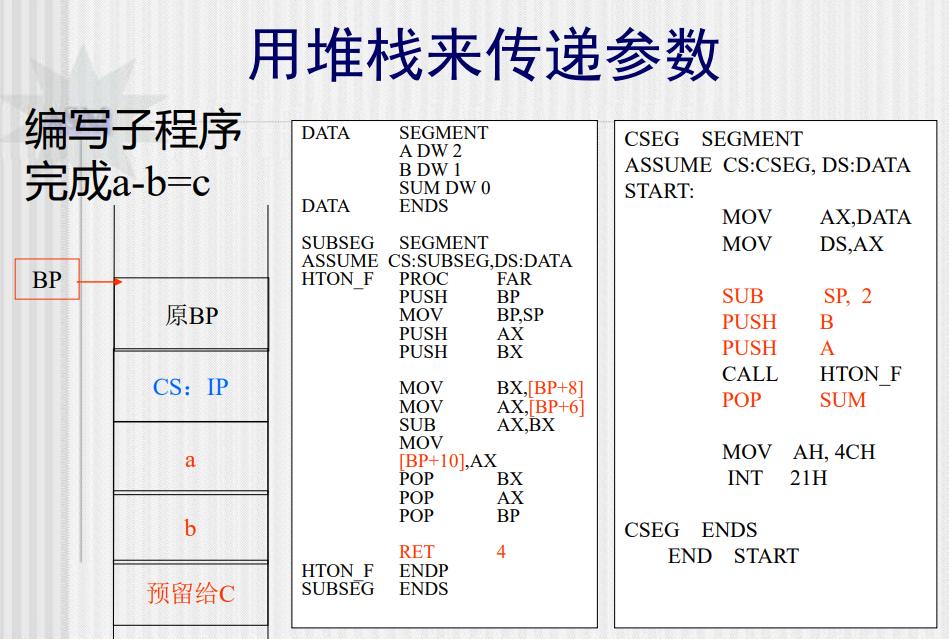 用堆栈来传递参数
编写子程序
完成a-b=c
BP
原BP
CS：IP
a
b
预留给C
DATA SEGMENT
A DW 2
B DW 1
SUM DW 0
DATA ENDS
SUBSEG SEGMENT
ASSUME CS:SUBSEG,DS:DATA
HTON_F PROC FAR
PUSH BP
MOV BP,SP
PUSH AX
PUSH BX
MOV BX,[BP+8]
MOV AX,[BP+6]
SUB AX,BX
MOV
[BP+10],AX
POP BX
POP AX
POP BP
RET 4
HTON_F ENDP
SUBSEG ENDS
CSEG SEGMENT
ASSUME CS:CSEG, DS:DATA
START:
MOV AX,DATA
MOV DS,AX
SUB SP, 2
PUSH B
PUSH A
CALL HTON_F
POP SUM
MOV AH, 4CH
INT 21H
CSEG ENDS
END START